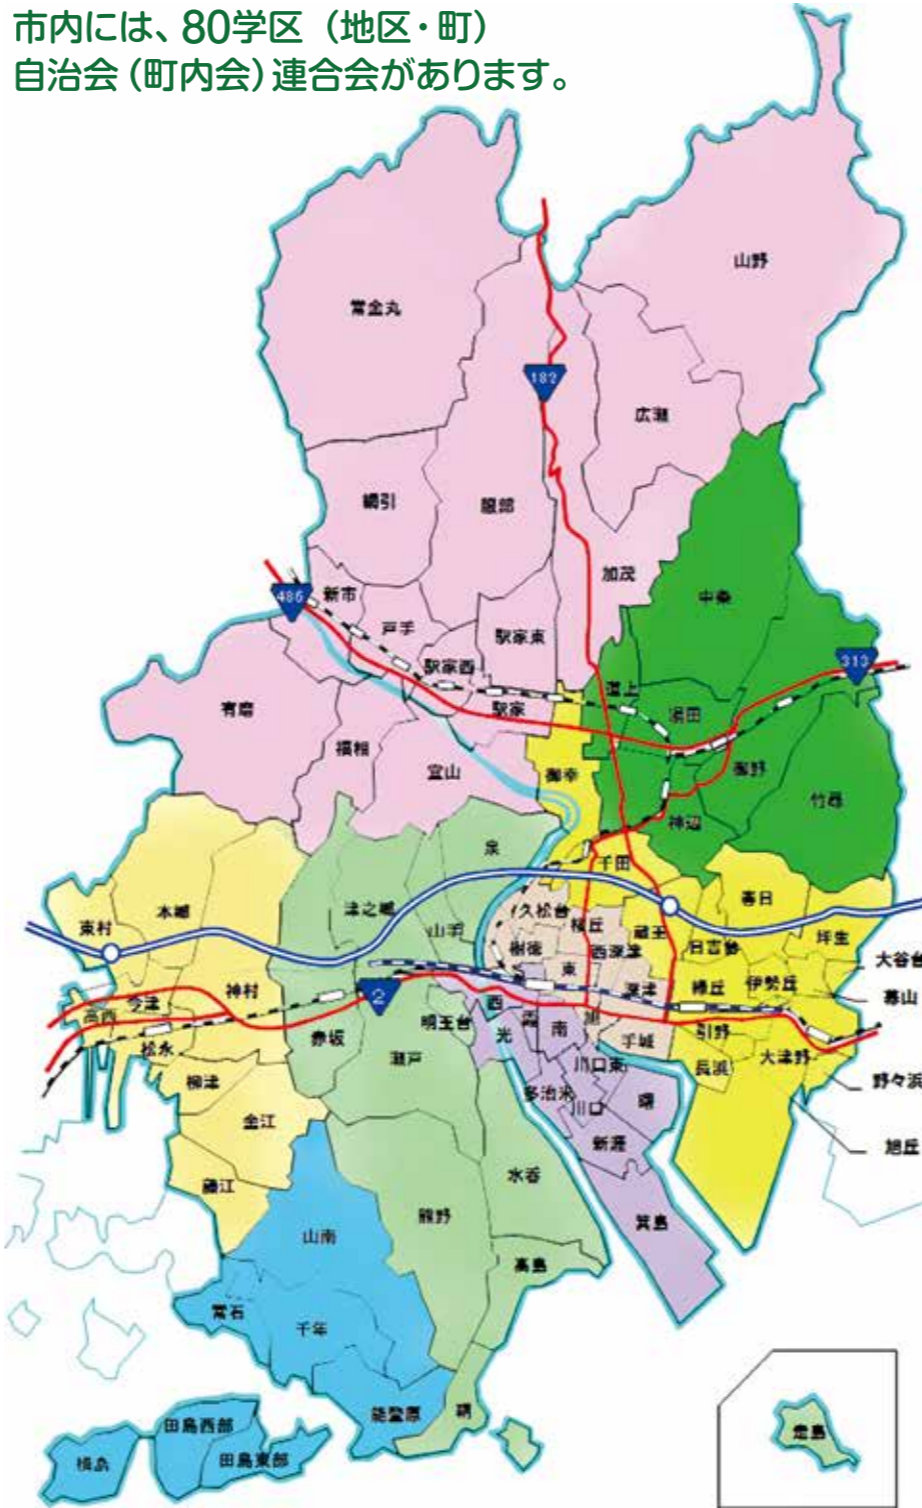 市内には、80学区（地区・町）
自治会（町内会）連合会があります。
山野
常金丸
182
広瀬
網引
服部
加茂
中条
486
新市
戸手
駅家東
駅家西
313
道上
湯田
有磨
駅家
福相
宜山
御幸
御野
竹尋
神辺
泉
千田
春日
本郷
津之郷
久松台
桜丘
蔵王
東村
山手
樹徳
西深津
日吉台
坪生
大谷台
東
神村
2
深津
緑丘
伊勢丘
幕山
高西
今津
明王台
西
霞
南
旭
引野
松永
赤坂
瀬戸
光
手城
長浜
大津野
川口東
柳津
多治米
川口
曙
野々浜
金江
新涯
旭丘
藤江
水呑
熊野
箕島
山南
高島
常石
千年
能登原
鞆
走島
田島西部
横島
田島東部